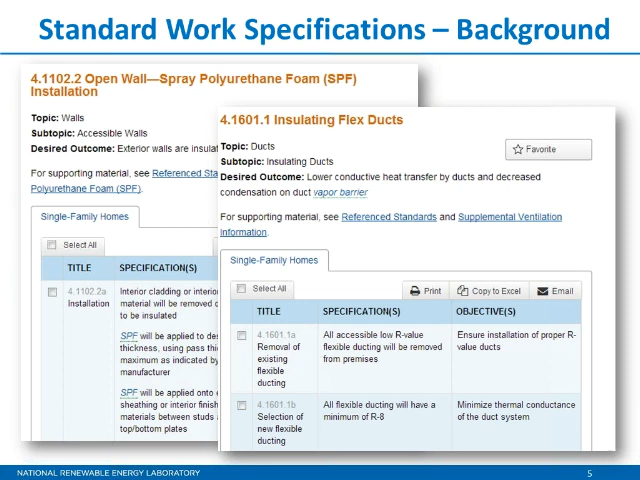 Standard Work Specifications – Background
4.1102.2 Open Wall—Spray Polyurethane Foam (SPF)
Installation
Topic: Walls
Subtopic: Accessible Walls
Desired Outcome: Exterior walls are
For supporting material, see Referenced
Polyurethane Foam (SPF).
Single-Family Homes
Select All
TITLE SPECIFICATION(S)
4.1102.2a
Installation
Interior cladding or
material will be removed
to be insulated
SPF will be applied to
thickness, using pass
maximum as indicated by
manufacturer
SPF will be applied onto
sheathing or interior
materials between studs
top/bottom plates
4.1601.1 Insulating Flex Ducts
Topic: Ducts
Favorite
Subtopic: Insulating Ducts
Desired Outcome: Lower conductive heat transfer by ducts and decreased
condensation on duct vapor barrier
For supporting material, see Referenced Standards and Supplemental Ventilation
Information.
Single-Family Homes
Select All Print Copy to Excel Email
TITLE SPECIFICATION(S) OBJECTIVE(S)
4.1601.1a
Removal of
existing
flexible
ducting
All accessible low R-value
flexible ducting will be removed
from premises
Ensure installation of proper R-
value ducts
4.1601.1b
Selection of
new flexible
ducting
All flexible ducting will have a
minimum of R-8
Minimize thermal conductance
of the duct system
NATIONAL RENEWABLE ENERGY LABORATORY 5